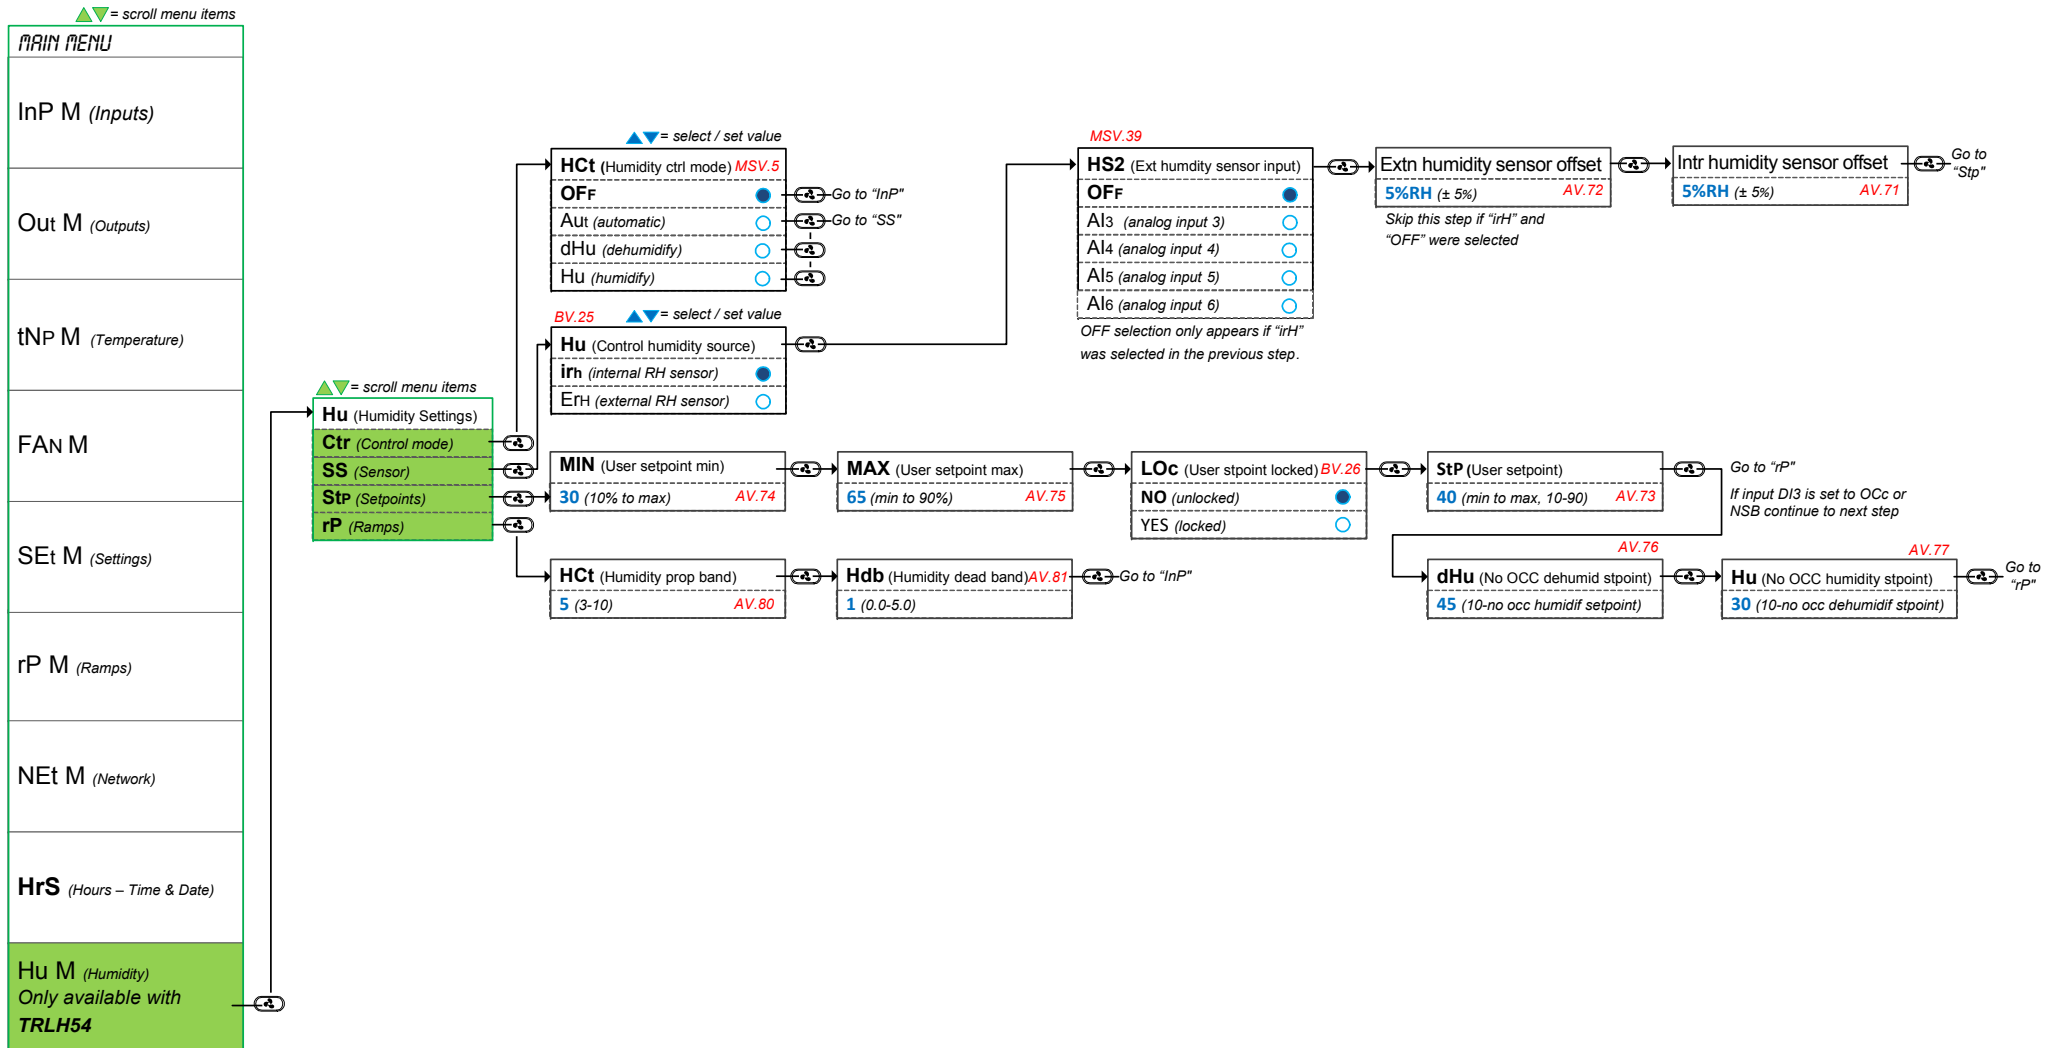 = scroll menu items
MAIN MENU
InP M (Inputs)
Out M (Outputs)
tNP M (Temperature)
FAN M
SEt M (Settings)
rP M (Ramps)
NEt M (Network)
HrS (Hours – Time & Date)
Hu M (Humidity)
Only available with
TRLH54
= scroll menu items
Hu (Humidity Settings)
Ctr (Control mode)
SS (Sensor)
StP (Setpoints)
rP (Ramps)
= select / set value
HCt (Humidity ctrl mode) MSV.5
OFF
Go to “InP"
Aut (automatic)
Go to “SS"
dHu (dehumidify)
Hu (humidify)
BV.25
= select / set value
Hu (Control humidity source)
irh (internal RH sensor)
ErH (external RH sensor)
MSV.39
HS2 (Ext humdity sensor input)
OFF
AI3 (analog input 3)
AI4 (analog input 4)
AI5 (analog input 5)
AI6 (analog input 6)
OFF selection only appears if “irH”
was selected in the previous step.
Extn humidity sensor offset
5%RH (± 5%) AV.72
Skip this step if “irH” and
“OFF” were selected
Intr humidity sensor offset
5%RH (± 5%) AV.71
Go to
“Stp"
MIN (User setpoint min)
30 (10% to max) AV.74
MAX (User setpoint max)
65 (min to 90%) AV.75
LOc (User stpoint locked) BV.26
NO (unlocked)
YES (locked)
StP (User setpoint)
40 (min to max, 10-90) AV.73
Go to “rP"
If input DI3 is set to OCc or
NSB continue to next step
HCt (Humidity prop band)
5 (3-10) AV.80
Hdb (Humidity dead band) AV.81
1 (0.0-5.0)
Go to “InP"
AV.76
dHu (No OCC dehumid stpoint)
45 (10-no occ humidif setpoint)
AV.77
Hu (No OCC humidity stpoint)
30 (10-no occ dehumidif stpoint)
Go to
“rP"